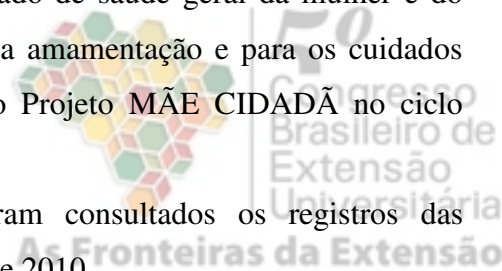 ado de saúde geral da mulher e do
a amamentação e para os cuidados
o Projeto MÃE CIDADÃ no ciclo
ram consultados os registros das
e 2010
5º
Congresso
Brasileiro de
Extensão
Universitária
As Fronteiras da Extensão